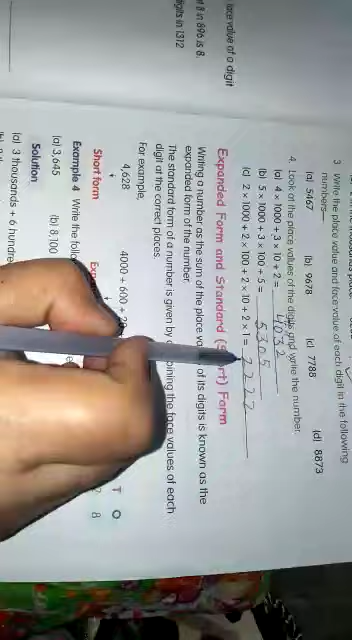 lace value of a digit
t 8 in 896 is 8.
digits in 1312
3. Write the place value and face value of each digit in the following
numbers—
(a) 5467 (b) 9678 (c) 7788 (d) 8873
4. Look at the place values of the digits and write the number.
(a) 4 × 1000 + 3 × 10 + 2 = 4032
(b) 5 × 1000 + 3 × 100 + 5 = 5305
(c) 2 × 1000 + 2 × 100 + 2 × 10 + 2 × 1 = 2222
Expanded Form and Standard (Short) Form
Writing a number as the sum of the place of its digits is known as the
expanded form of the number.
The standard form of a number is given by the face values of each
digit at the correct places.
For example,
4,628 4000 + 600 +
Short form
T O
2 8
Example 4 Write the
(a) 3,645 (b) 8,100
Solution
(a) 3 thousands + 6